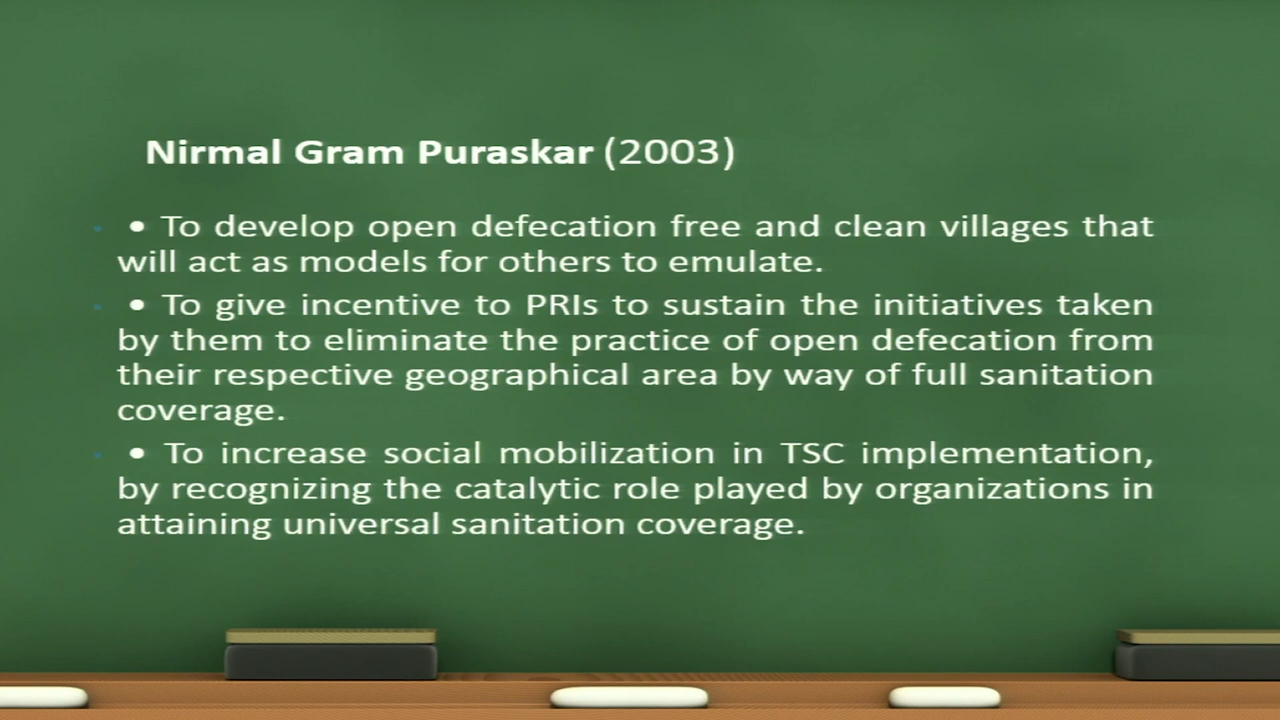 Nirmal Gram Puraskar (2003)
• To develop open defecation free and clean villages that
will act as models for others to emulate.
• To give incentive to PRIs to sustain the initiatives taken
by them to eliminate the practice of open defecation from
their respective geographical area by way of full sanitation
coverage.
• To increase social mobilization in TSC implementation,
by recognizing the catalytic role played by organizations in
attaining universal sanitation coverage.